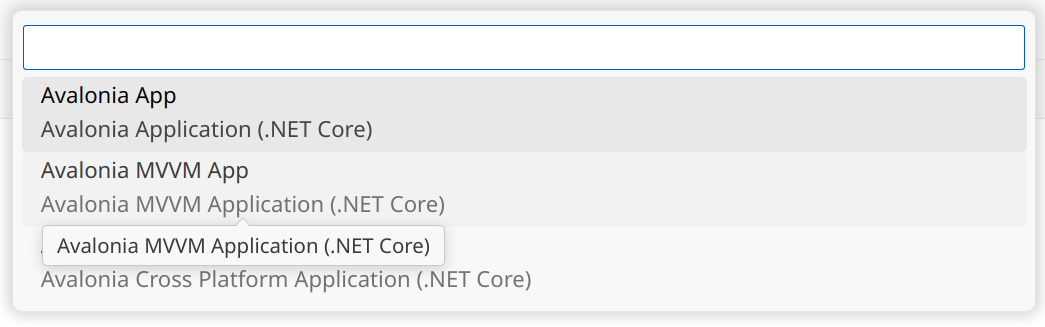 Avalonia App
Avalonia Application (.NET Core)
Avalonia MVVM App
Avalonia MVVM Application (.NET Core)
Avalonia MVVM Application (.NET Core)
Avalonia Cross Platform Application (.NET Core)